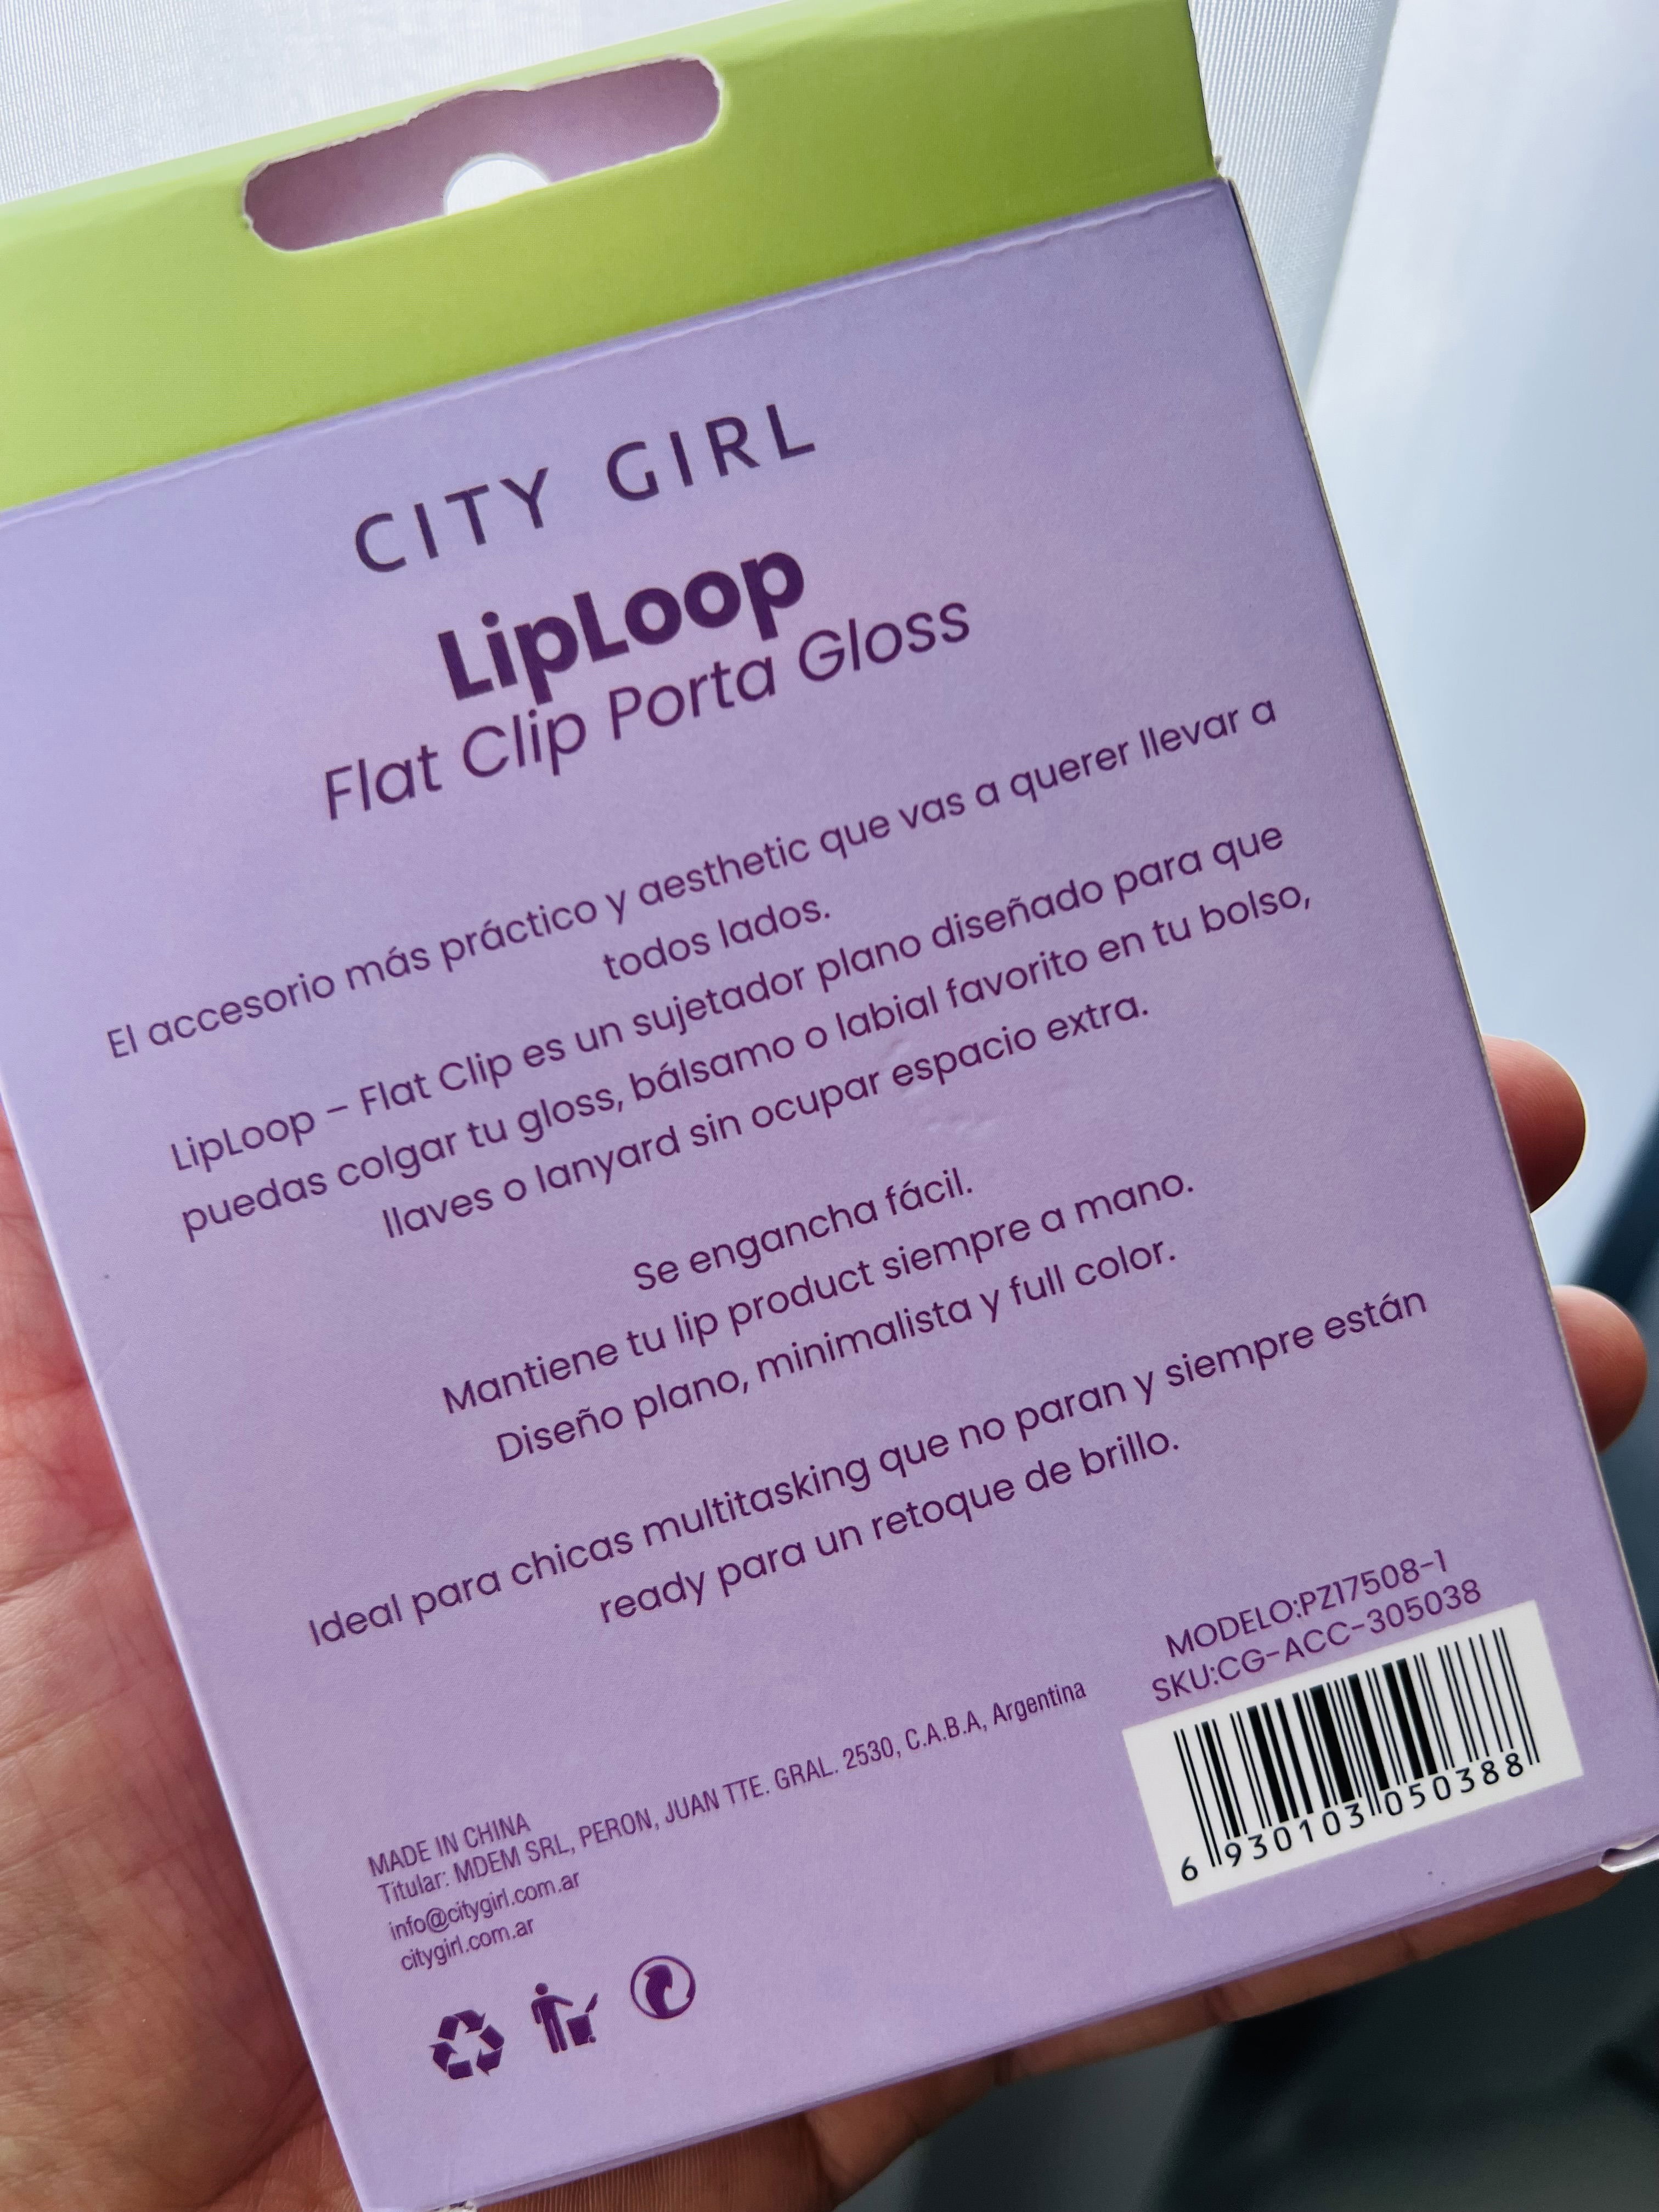 CITY GIRL
LipLoop
Flat Clip Porta Gloss
El accesorio más práctico y aesthetic que vas a querer llevar a
todos lados.
LipLoop – Flat Clip es un sujetador plano diseñado para que
puedas colgar tu gloss, bálsamo o labial favorito en tu bolso,
llaves o lanyard sin ocupar espacio extra.
Se engancha fácil.
Mantiene tu lip product siempre a mano.
Diseño plano, minimalista y full color.
Ideal para chicas multitasking que no paran y siempre están
ready para un retoque de brillo.
MODELO:PZ17508-1
SKU:CG-ACC-305038
6 930103 050388
MADE IN CHINA
Titular: MDEM SRL, PERON, JUAN TTE. GRAL. 2530, C.A.B.A, Argentina
info@citygirl.com.ar
citygirl.com.ar